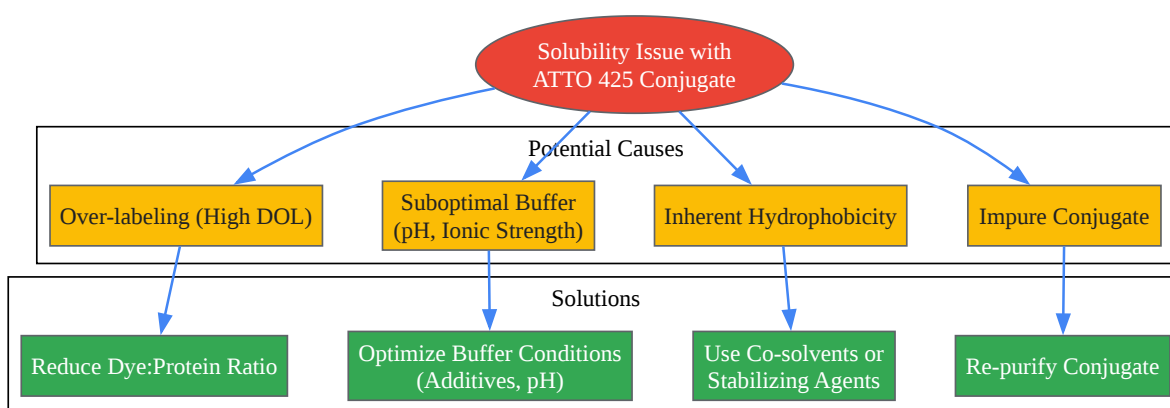 Solubility Issue with
ATTO 425 Conjugate
Potential Causes
Over-labeling (High DOL)
Suboptimal Buffer
(pH, Ionic Strength)
Inherent Hydrophobicity
Impure Conjugate
Solutions
Reduce Dye:Protein Ratio
Optimize Buffer Conditions
(Additives, pH)
Use Co-solvents or
Stabilizing Agents
Re-purify Conjugate